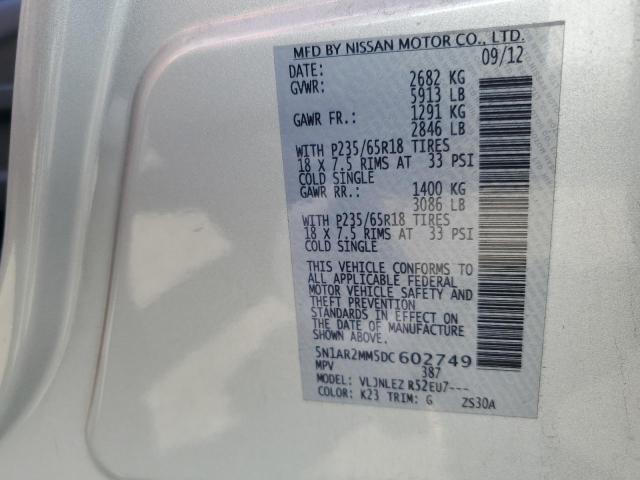 MFD BY NISSAN MOTOR CO., LTD.
DATE: 09/12
GVWR: 2682 KG
5913 LB
GAWR FR.: 1291 KG
2846 LB
WITH P235/65R18 TIRES
18 X 7.5 RIMS AT 33 PSI
COLD SINGLE
GAWR RR.: 1400 KG
3086 LB
WITH P235/65R18 TIRES
18 X 7.5 RIMS AT 33 PSI
COLD SINGLE
THIS VEHICLE CONFORMS TO
ALL APPLICABLE FEDERAL
MOTOR VEHICLE SAFETY AND
THEFT PREVENTION
STANDARDS IN EFFECT ON
THE DATE OF MANUFACTURE
SHOWN ABOVE.
5N1AR2MM5DC602749
MPV 387
MODEL: VLJNLEZ R52EU7---
COLOR: K23 TRIM: G ZS30A